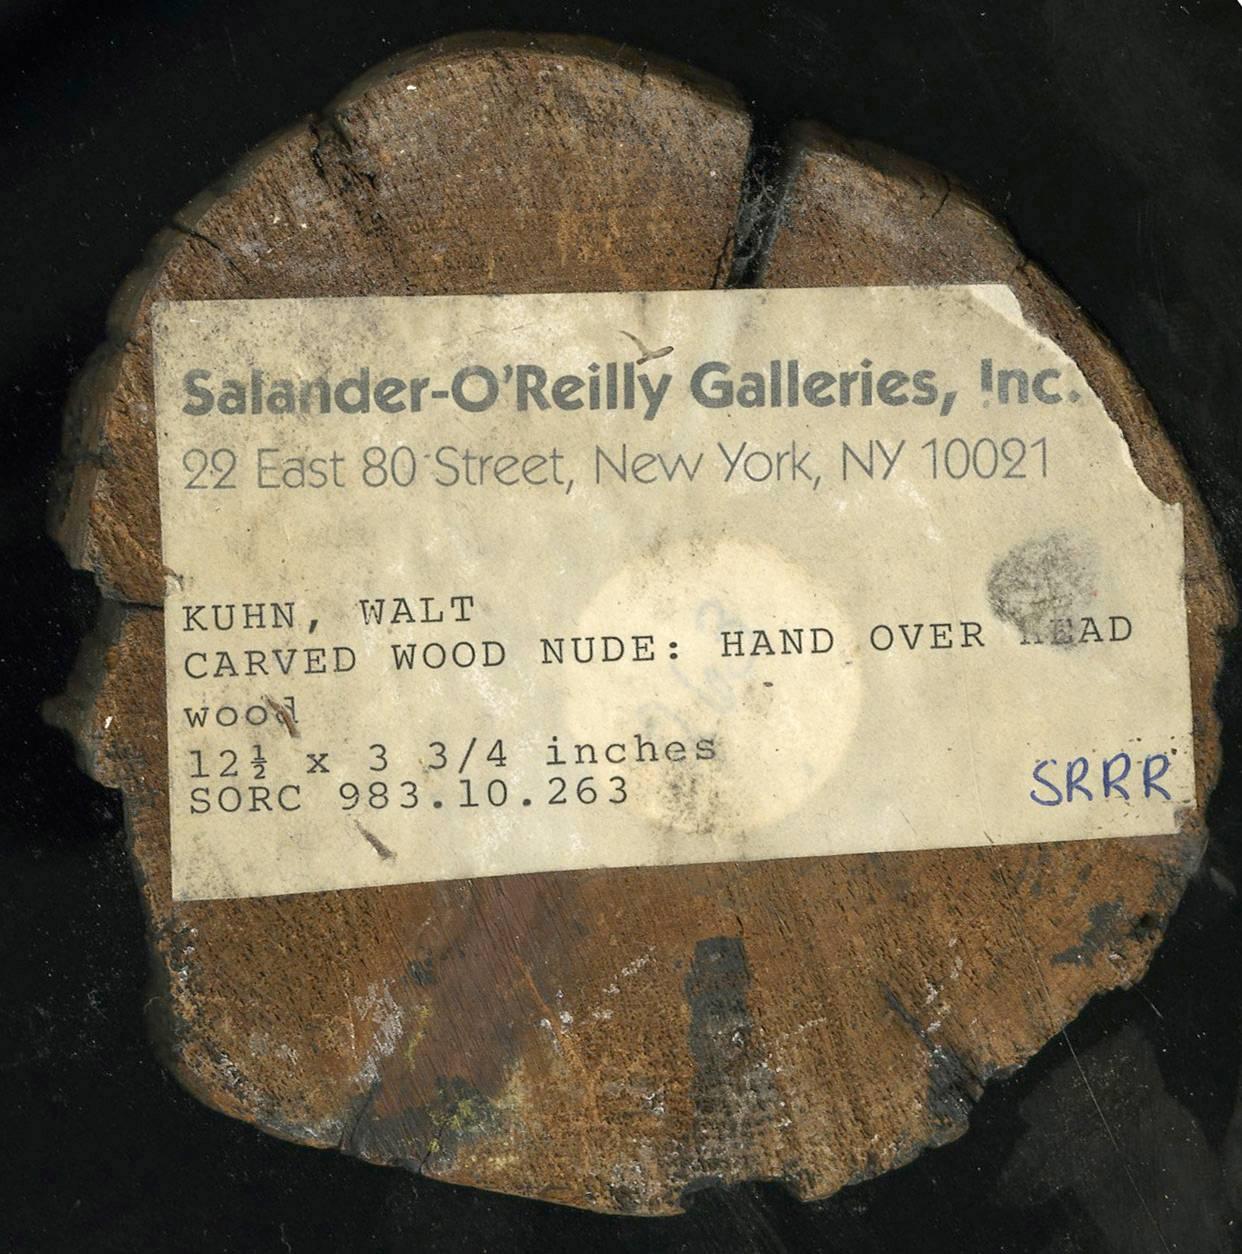 Salander-O'Reilly Galleries, Inc.
22 East 80 Street, New York, NY 10021
KUHN, WALT
CARVED WOOD NUDE: HAND OVER HEAD
wood
12½ x 3 3/4 inches
SORC 983.10.263
SRRR
263